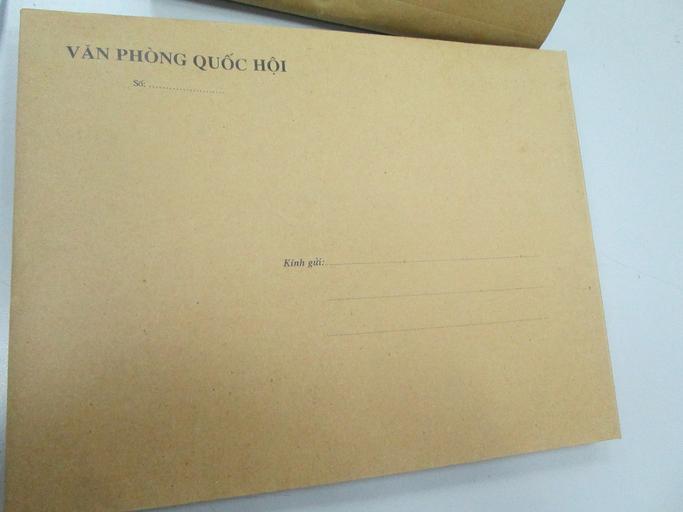 VĂN PHÒNG QUỐC HỘI
Số: ........................
Kính gửi: